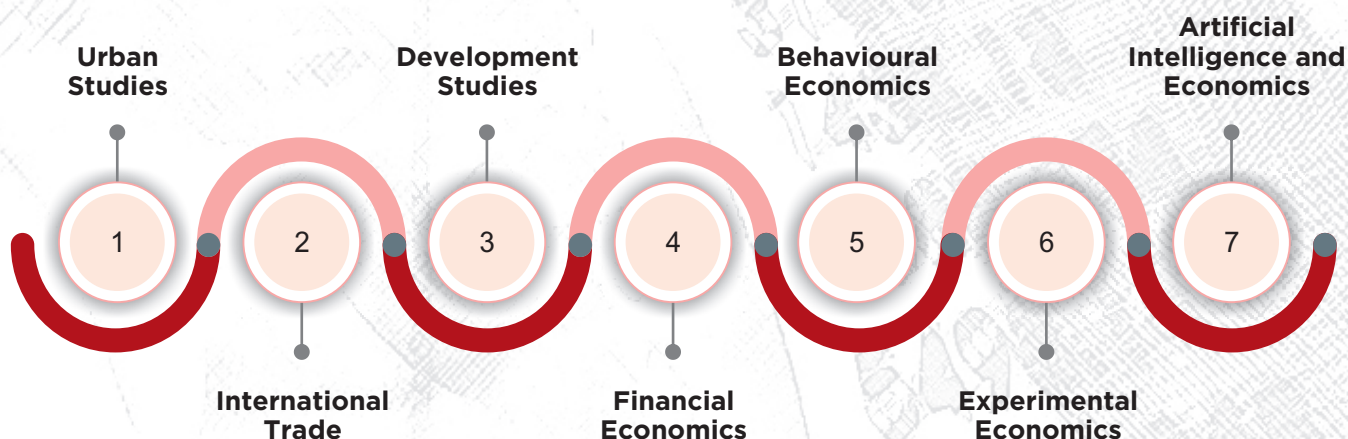 Urban
Studies
1
International
Trade
2
Development
Studies
3
Financial
Economics
4
Behavioural
Economics
5
Experimental
Economics
6
Artificial
Intelligence and
Economics
7